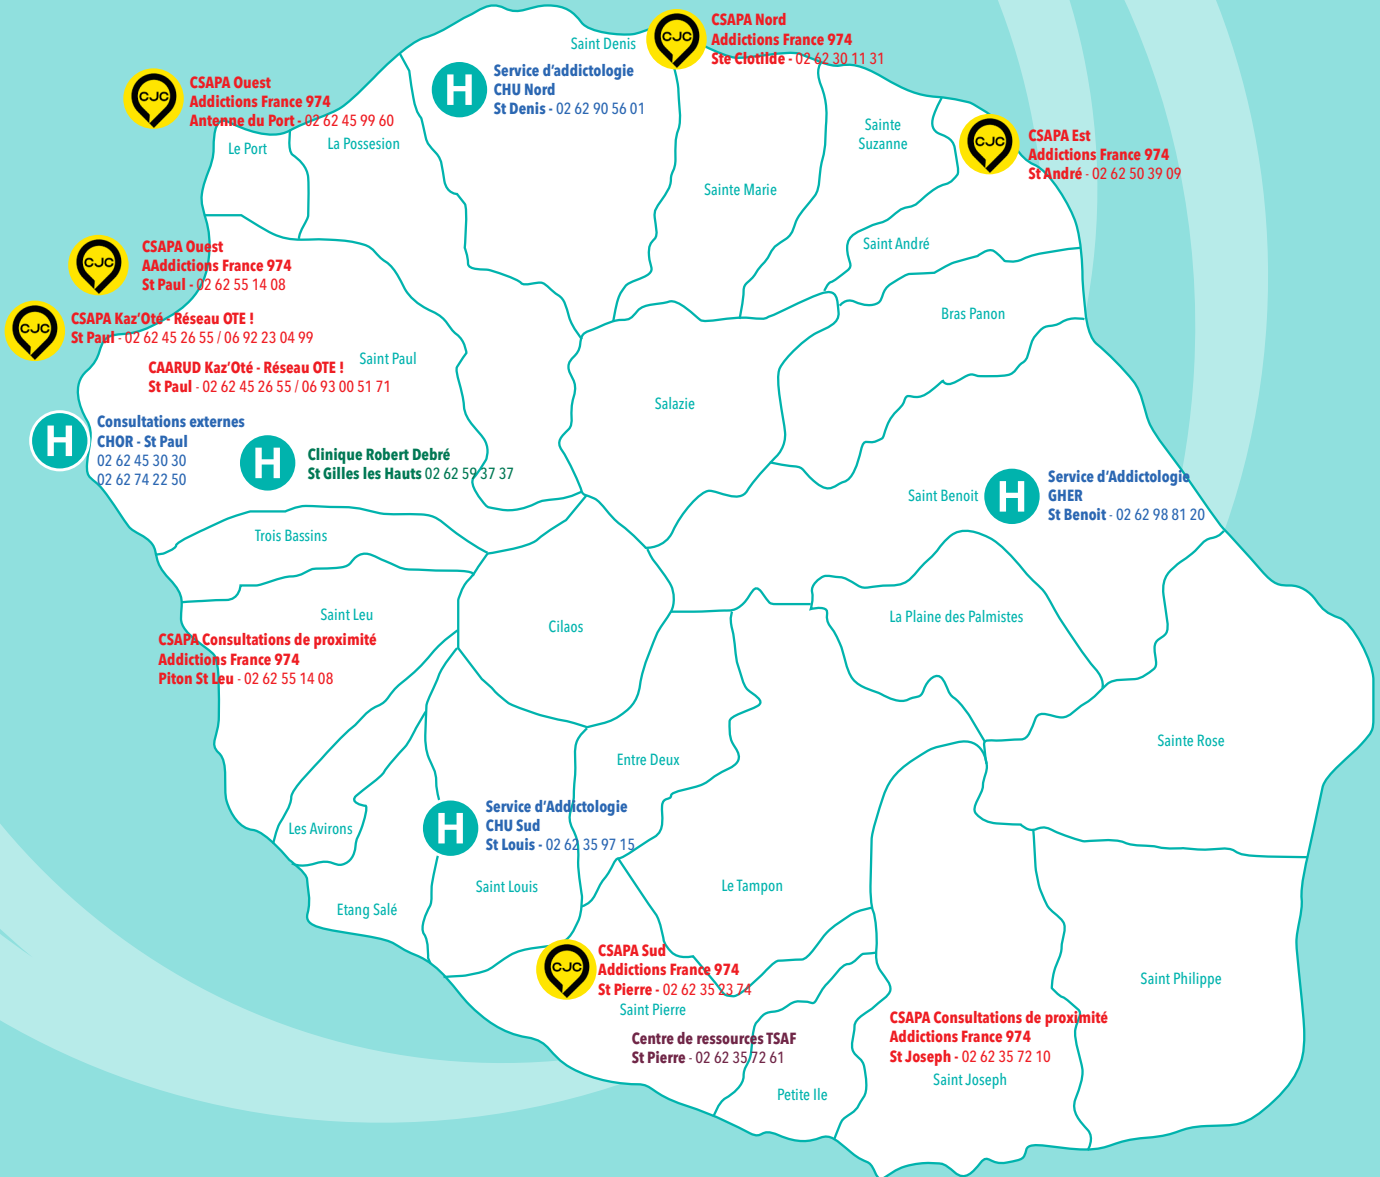 CJC
CSAPA Nord
Addictions France 974
Ste Clotilde - 02 62 30 11 31
Saint Denis
H
Service d'addictologie
CHU Nord
St Denis - 02 62 90 56 01
CJC
CSAPA Ouest
Addictions France 974
Antenne du Port - 02 62 45 99 60
Le Port
La Possesion
Sainte
Suzanne
CJC
CSAPA Est
Addictions France 974
St André - 02 62 50 39 09
Sainte Marie
Saint André
CJC
CSAPA Ouest
AAddictions France 974
St Paul - 02 62 55 14 08
CJC
CSAPA Kaz'Oté - Réseau OTE !
St Paul - 02 62 45 26 55 / 06 92 23 04 99
Bras Panon
Saint Paul
CAARUD Kaz'Oté - Réseau OTE !
St Paul - 02 62 45 26 55 / 06 93 00 51 71
Salazie
H
Consultations externes
CHOR - St Paul
02 62 45 30 30
02 62 74 22 50
H
Clinique Robert Debré
St Gilles les Hauts 02 62 59 37 37
Saint Benoit
H
Service d'Addictologie
GHER
St Benoit - 02 62 98 81 20
Trois Bassins
Saint Leu
CSAPA Consultations de proximité
Addictions France 974
Piton St Leu - 02 62 55 14 08
Cilaos
La Plaine des Palmistes
Sainte Rose
Entre Deux
Les Avirons
H
Service d'Addictologie
CHU Sud
St Louis - 02 62 35 97 15
Saint Louis
Le Tampon
Etang Salé
CJC
CSAPA Sud
Addictions France 974
St Pierre - 02 62 35 23 74
Saint Pierre
Centre de ressources TSAF
St Pierre - 02 62 35 72 61
Saint Philippe
CSAPA Consultations de proximité
Addictions France 974
St Joseph - 02 62 35 72 10
Saint Joseph
Petite Ile